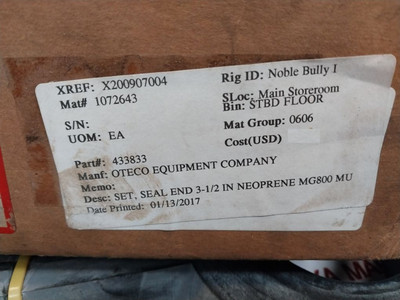 XREF: X200907004
Rig ID: Noble Bully I
Mat# 1072643
SLoc: Main Storeroom
Bin: STBD FLOOR
S/N:
Mat Group: 0606
UOM: EA
Cost(USD)
Part#: 433833
Manf: OTECO EQUIPMENT COMPANY
Memo:
Desc: SET, SEAL END 3-1/2 IN NEOPRENE MG800 MU
Date Printed: 01/13/2017